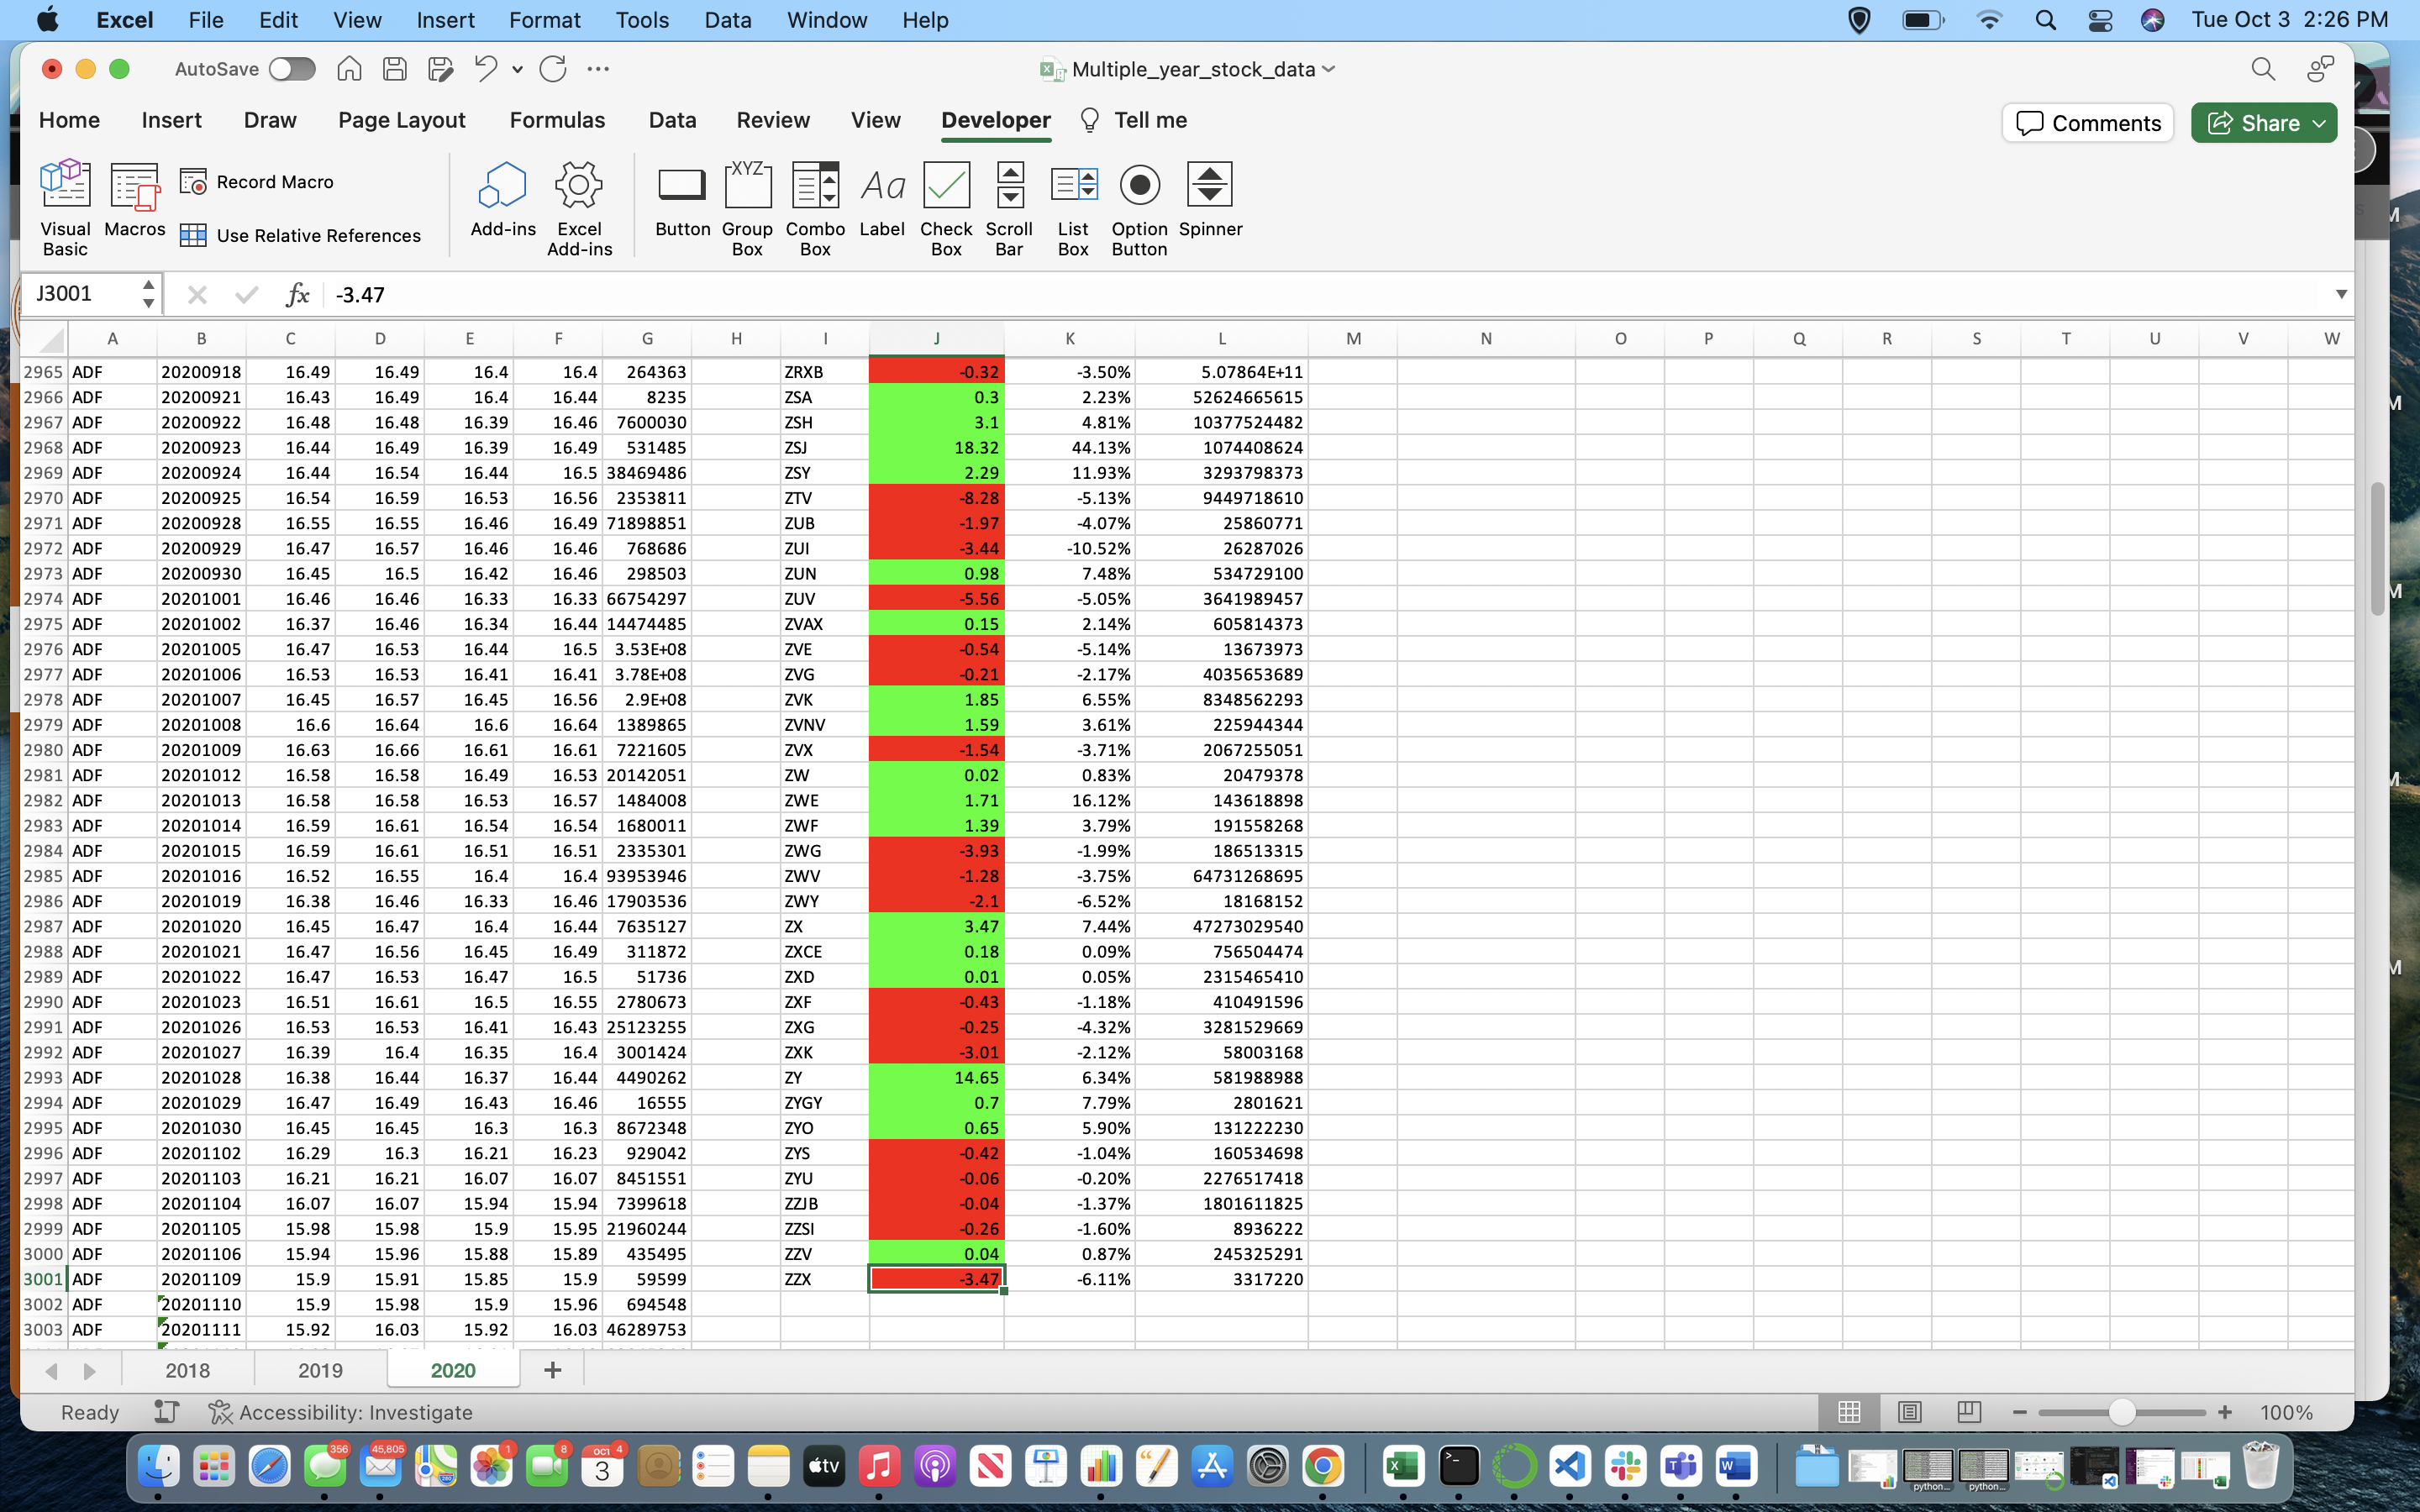 Excel File Edit View Insert Format Tools Data Window Help Tue Oct 3 2:26 PM
AutoSave Multiple_year_stock_data
Home Insert Draw Page Layout Formulas Data Review View Developer Tell me Comments Share
Visual Basic Macros Record Macro Use Relative References Add-ins Excel Add-ins Button XYZ Group Box Combo Box Aa Label Check Box Scroll Bar List Box Option Button Spinner
J3001 fx -3.47
A B C D E F G H I J K L M N O P Q R S T U V W
2965 ADF 20200918 16.49 16.49 16.4 16.4 264363 ZRXB -0.32 -3.50% 5.07864E+11
2966 ADF 20200921 16.43 16.49 16.4 16.44 8235 ZSA 0.3 2.23% 52624665615
2967 ADF 20200922 16.48 16.48 16.39 16.46 7600030 ZSH 3.1 4.81% 10377524482
2968 ADF 20200923 16.44 16.49 16.39 16.49 531485 ZSJ 18.32 44.13% 1074408624
2969 ADF 20200924 16.44 16.54 16.44 16.5 38469486 ZSY 2.29 11.93% 3293798373
2970 ADF 20200925 16.54 16.59 16.53 16.56 2353811 ZTV -8.28 -5.13% 9449718610
2971 ADF 20200928 16.55 16.55 16.46 16.49 71898851 ZUB -1.97 -4.07% 25860771
2972 ADF 20200929 16.47 16.57 16.46 16.46 768686 ZUI -3.44 -10.52% 26287026
2973 ADF 20200930 16.45 16.5 16.42 16.46 298503 ZUN 0.98 7.48% 534729100
2974 ADF 20201001 16.46 16.46 16.33 16.33 66754297 ZUV -5.56 -5.05% 3641989457
2975 ADF 20201002 16.37 16.46 16.34 16.44 14474485 ZVAX 0.15 2.14% 605814373
2976 ADF 20201005 16.47 16.53 16.44 16.5 3.53E+08 ZVE -0.54 -5.14% 13673973
2977 ADF 20201006 16.53 16.53 16.41 16.41 3.78E+08 ZVG -0.21 -2.17% 4035653689
2978 ADF 20201007 16.45 16.57 16.45 16.56 2.9E+08 ZVK 1.85 6.55% 8348562293
2979 ADF 20201008 16.6 16.64 16.6 16.64 1389865 ZVNV 1.59 3.61% 225944344
2980 ADF 20201009 16.63 16.66 16.61 16.61 7221605 ZVX -1.54 -3.71% 2067255051
2981 ADF 20201012 16.58 16.58 16.49 16.53 20142051 ZW 0.02 0.83% 20479378
2982 ADF 20201013 16.58 16.58 16.53 16.57 1484008 ZWE 1.71 16.12% 143618898
2983 ADF 20201014 16.59 16.61 16.54 16.54 1680011 ZWF 1.39 3.79% 191558268
2984 ADF 20201015 16.59 16.61 16.51 16.51 2335301 ZWG -3.93 -1.99% 186513315
2985 ADF 20201016 16.52 16.55 16.4 16.4 93953946 ZWV -1.28 -3.75% 64731268695
2986 ADF 20201019 16.38 16.46 16.33 16.46 17903536 ZWY -2.1 -6.52% 18168152
2987 ADF 20201020 16.45 16.47 16.4 16.44 7635127 ZX 3.47 7.44% 47273029540
2988 ADF 20201021 16.47 16.56 16.45 16.49 311872 ZXCE 0.18 0.09% 756504474
2989 ADF 20201022 16.47 16.53 16.47 16.5 51736 ZXD 0.01 0.05% 2315465410
2990 ADF 20201023 16.51 16.61 16.5 16.55 2780673 ZXF -0.43 -1.18% 410491596
2991 ADF 20201026 16.53 16.53 16.41 16.43 25123255 ZXG -0.25 -4.32% 3281529669
2992 ADF 20201027 16.39 16.4 16.35 16.4 3001424 ZXK -3.01 -2.12% 58003168
2993 ADF 20201028 16.38 16.44 16.37 16.44 4490262 ZY 14.65 6.34% 581988988
2994 ADF 20201029 16.47 16.49 16.43 16.46 16555 ZYGY 0.7 7.79% 2801621
2995 ADF 20201030 16.45 16.45 16.3 16.3 8672348 ZYO 0.65 5.90% 131222230
2996 ADF 20201102 16.29 16.3 16.21 16.23 929042 ZYS -0.42 -1.04% 160534698
2997 ADF 20201103 16.21 16.21 16.07 16.07 8451551 ZYU -0.06 -0.20% 2276517418
2998 ADF 20201104 16.07 16.07 15.94 15.94 7399618 ZZJB -0.04 -1.37% 1801611825
2999 ADF 20201105 15.98 15.98 15.9 15.95 21960244 ZZSI -0.26 -1.60% 8936222
3000 ADF 20201106 15.94 15.96 15.88 15.89 435495 ZZV 0.04 0.87% 245325291
3001 ADF 20201109 15.9 15.91 15.85 15.9 59599 ZZX -3.47 -6.11% 3317220
3002 ADF 20201110 15.9 15.98 15.9 15.96 694548
3003 ADF 20201111 15.92 16.03 15.92 16.03 46289753
2018 2019 2020
Ready Accessibility: Investigate 100%
356 45,805 1 8 OCT 3 4 tv
python... python...